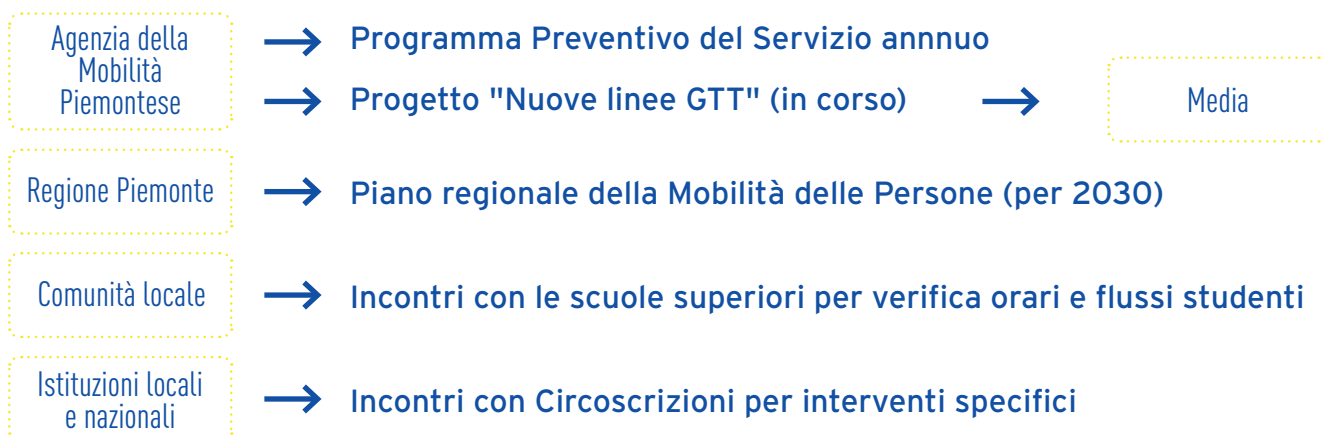 Agenzia della
Mobilità
Piemontese
Programma Preventivo del Servizio annnuo
Progetto "Nuove linee GTT" (in corso)
Media
Regione Piemonte
Piano regionale della Mobilità delle Persone (per 2030)
Comunità locale
Incontri con le scuole superiori per verifica orari e flussi studenti
Istituzioni locali
e nazionali
Incontri con Circoscrizioni per interventi specifici